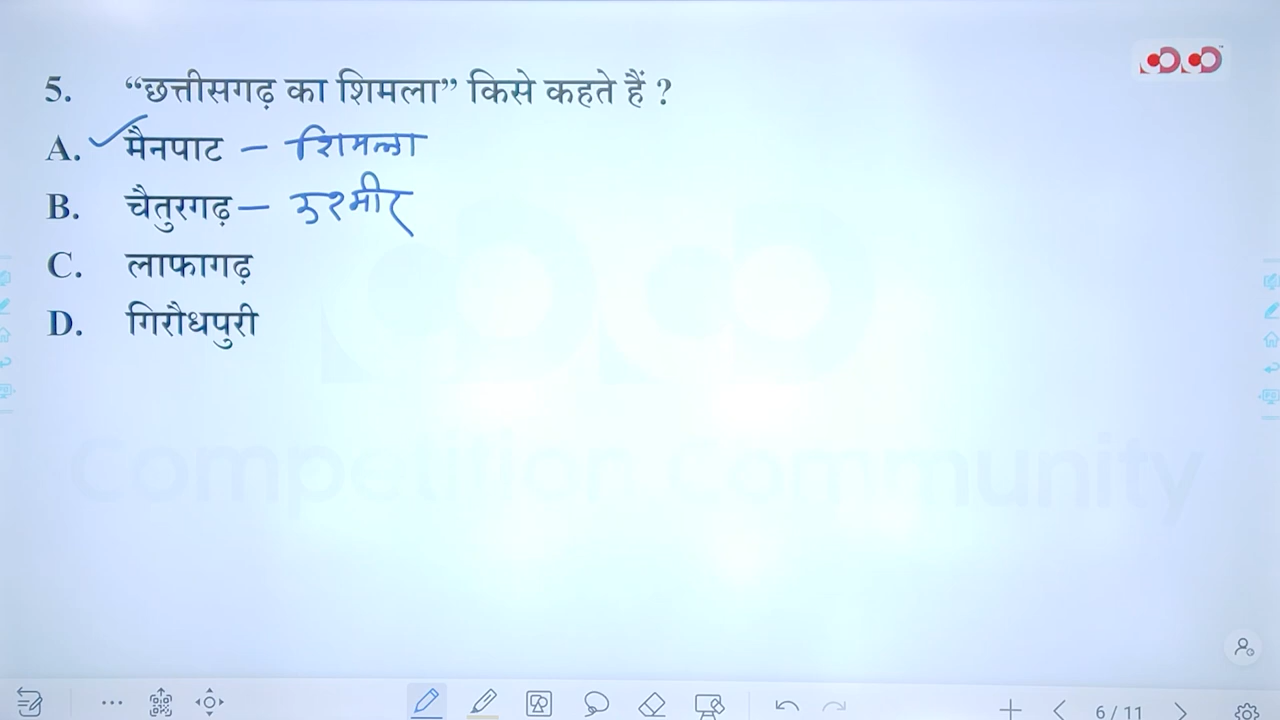 5. “छत्तीसगढ़ का शिमला” किसे कहते हैं ?
A. मैनपाट – शिमला
B. चैतुरगढ़ – कश्मीर
C. लाफागढ़
D. गिरौधपुरी
Competition Community
6 / 11